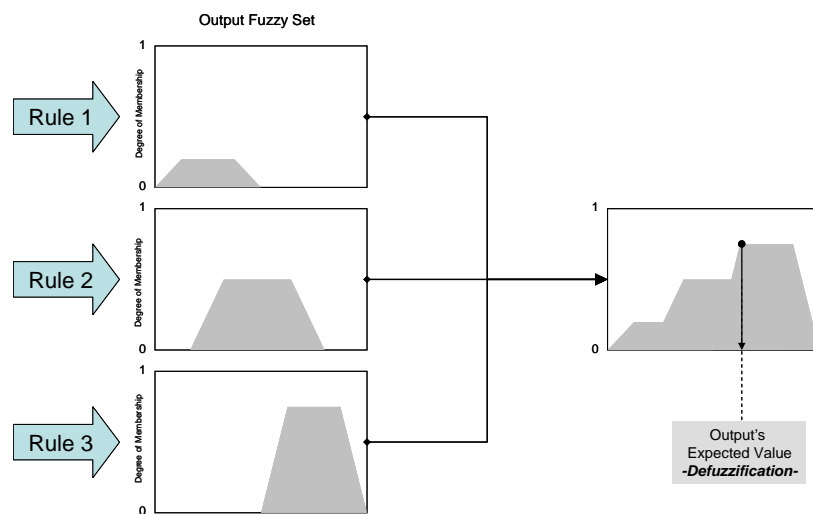 Output Fuzzy Set
1
Degree of Membership
0
Rule 1
1
Degree of Membership
0
Rule 2
1
Degree of Membership
0
Rule 3
1
0
Output's
Expected Value
-Defuzzification-